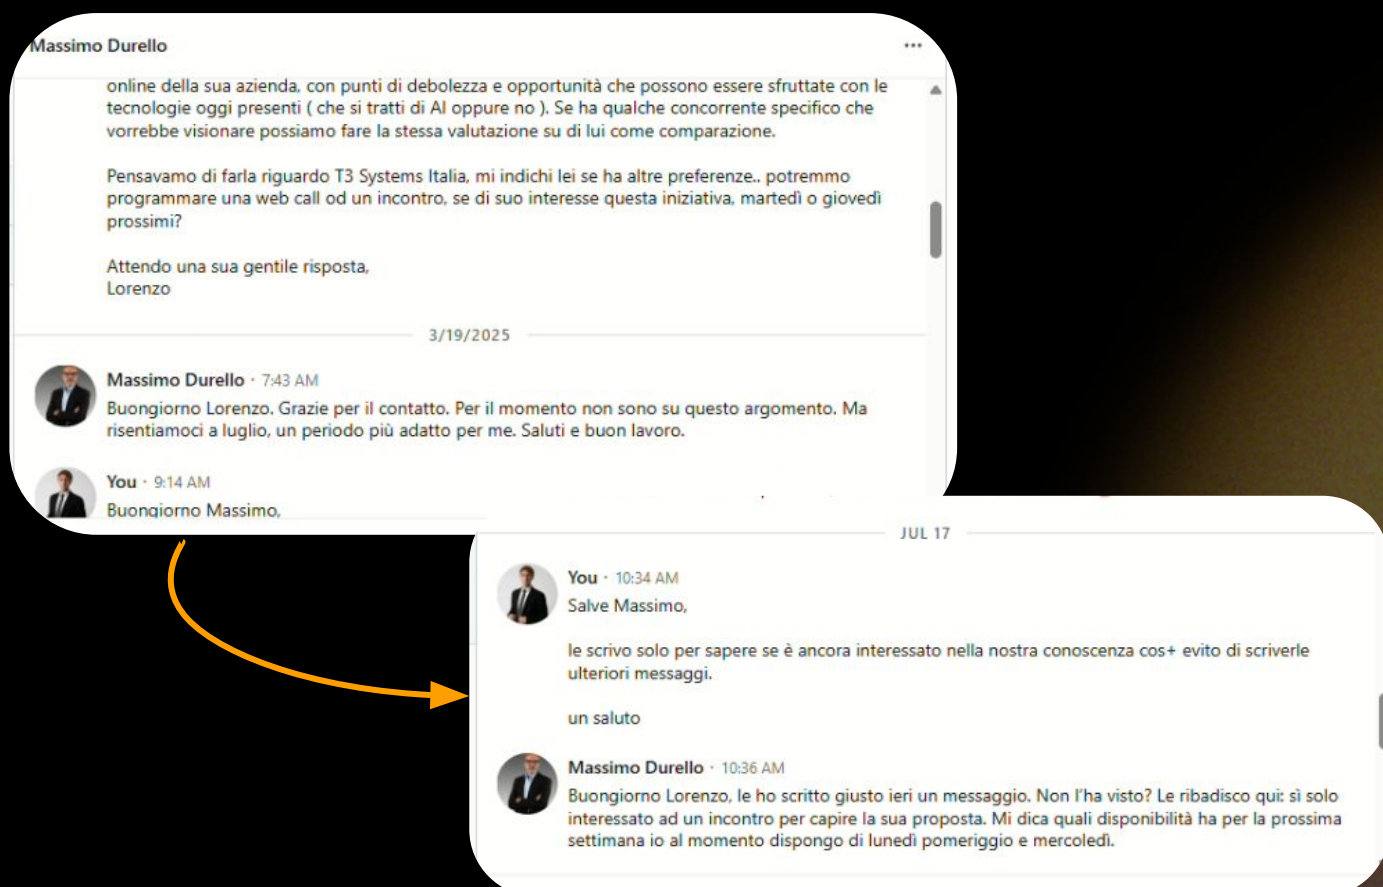 Massimo Durello
online della sua azienda, con punti di debolezza e opportunità che possono essere sfruttate con le
tecnologie oggi presenti ( che si tratti di AI oppure no ). Se ha qualche concorrente specifico che
vorrebbe visionare possiamo fare la stessa valutazione su di lui come comparazione.
Pensavamo di farla riguardo T3 Systems Italia, mi indichi lei se ha altre preferenze.. potremmo
programmare una web call od un incontro, se di suo interesse questa iniziativa, martedì o giovedì
prossimi?
Attendo una sua gentile risposta,
Lorenzo
3/19/2025
Massimo Durello · 7:43 AM
Buongiorno Lorenzo. Grazie per il contatto. Per il momento non sono su questo argomento. Ma
risentiamoci a luglio, un periodo più adatto per me. Saluti e buon lavoro.
You · 9:14 AM
Buongiorno Massimo,
JUL 17
You · 10:34 AM
Salve Massimo,
le scrivo solo per sapere se è ancora interessato nella nostra conoscenza cos+ evito di scriverle
ulteriori messaggi.
un saluto
Massimo Durello · 10:36 AM
Buongiorno Lorenzo, le ho scritto giusto ieri un messaggio. Non l'ha visto? Le ribadisco qui: sì solo
interessato ad un incontro per capire la sua proposta. Mi dica quali disponibilità ha per la prossima
settimana io al momento dispongo di lunedì pomeriggio e mercoledì.